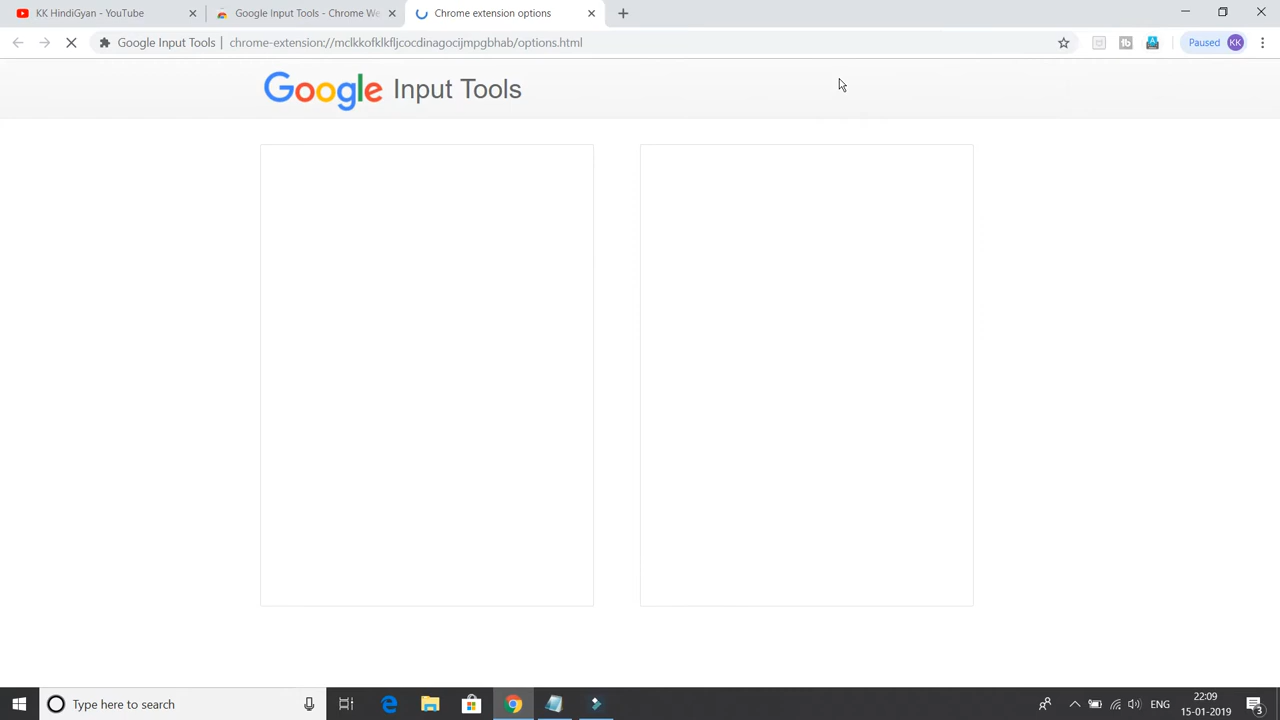 KK HindiGyan - YouTube
Google Input Tools - Chrome We
Chrome extension options
Google Input Tools
chrome-extension://mclkkofklkfljcocdinagocijmpgbhab/options.html
Paused
KK
Google Input Tools
Type here to search
ENG
22:09
15-01-2019
3